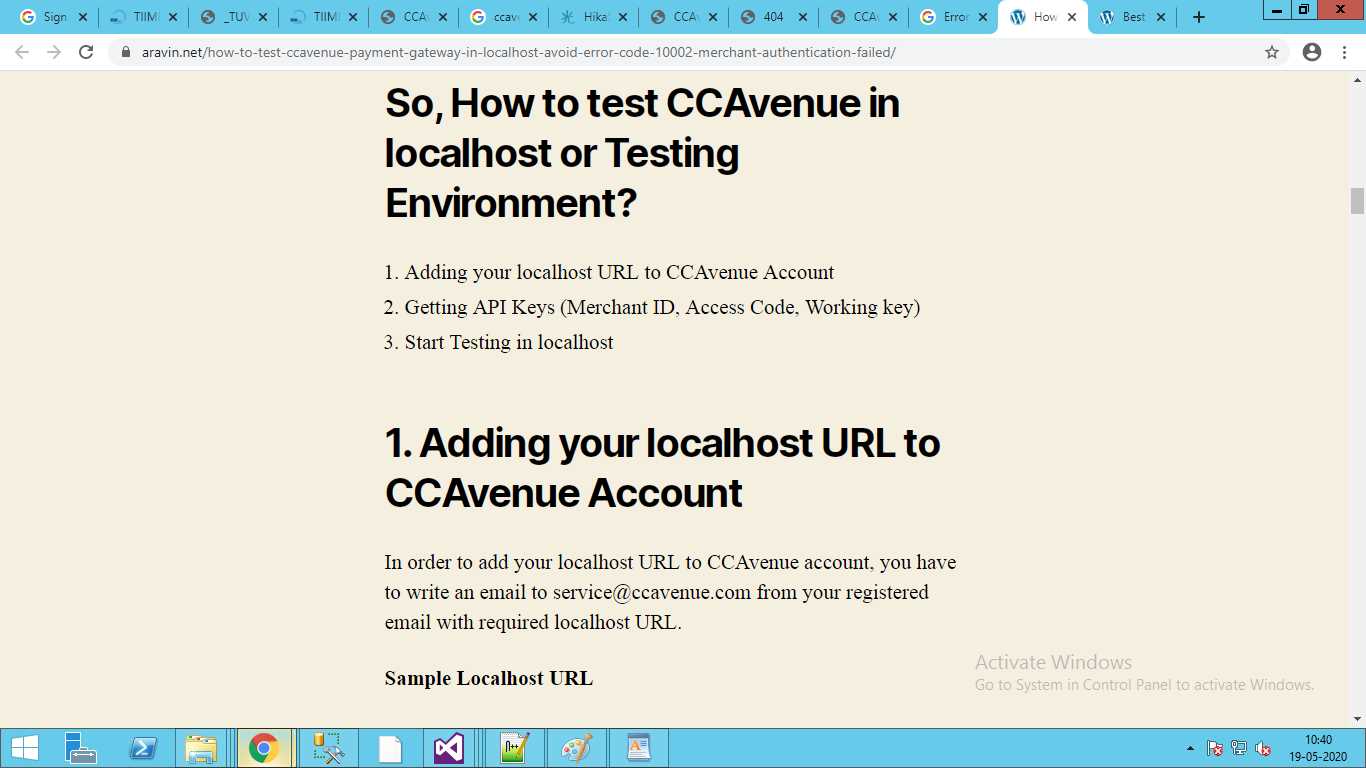 Sign
TIIM
_TUV
TIIM
CCA
ccav
Hika
CCA
404
CCA
Error
How
Best
aravin.net/how-to-test-ccavenue-payment-gateway-in-localhost-avoid-error-code-10002-merchant-authentication-failed/
So, How to test CCAvenue in
localhost or Testing
Environment?
1. Adding your localhost URL to CCAvenue Account
2. Getting API Keys (Merchant ID, Access Code, Working key)
3. Start Testing in localhost
1. Adding your localhost URL to
CCAvenue Account
In order to add your localhost URL to CCAvenue account, you have
to write an email to service@ccavenue.com from your registered
email with required localhost URL.
Sample Localhost URL
Activate Windows
Go to System in Control Panel to activate Windows.
10:40
19-05-2020